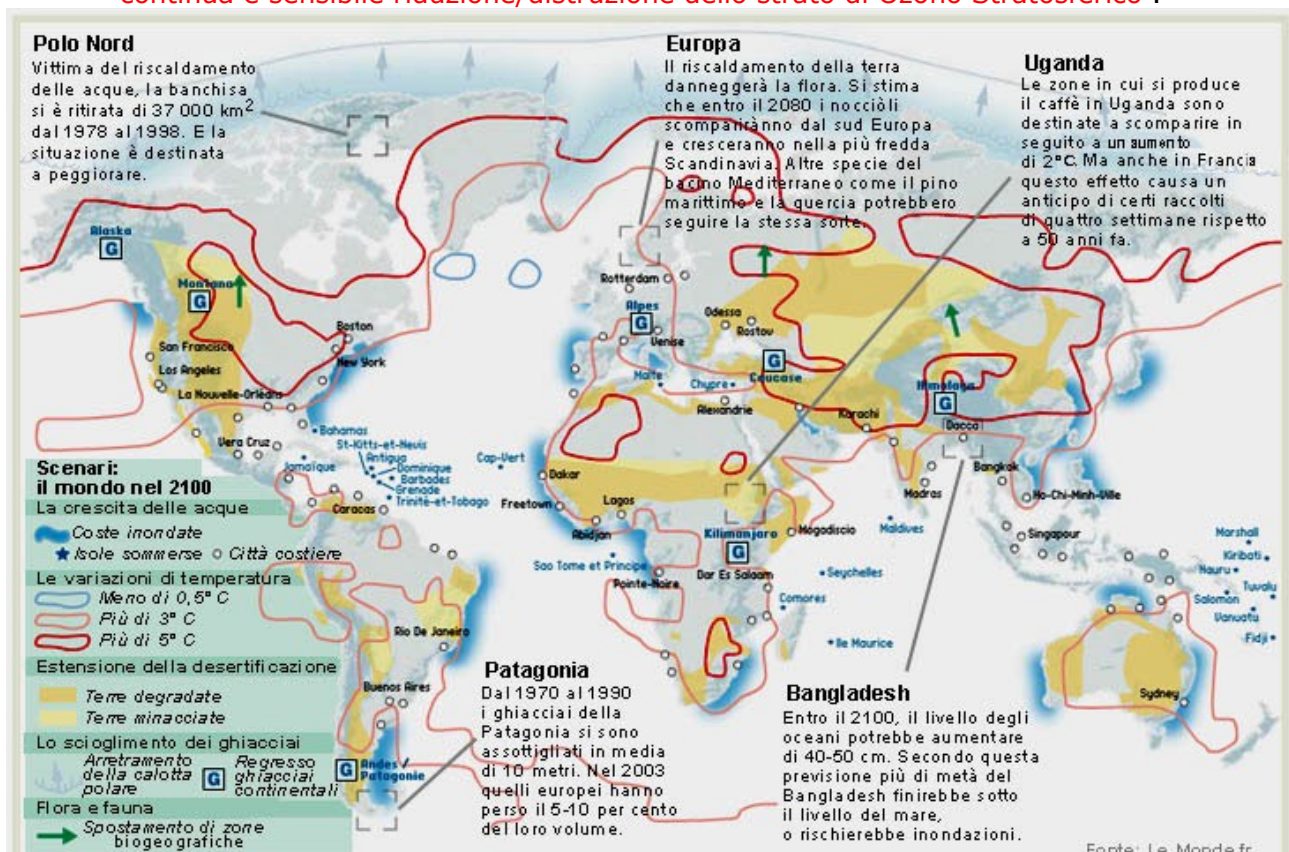 continua e sensibile riduzione/distruzione dello strato di Ozono Stratosferico .
Polo Nord
Vittima del riscaldamento
delle acque, la banchisa
si è ritirata di 37 000 km2
dal 1978 al 1998. E la
situazione è destinata
a peggiorare.
Europa
Il riscaldamento della terra
danneggerà la flora. Si stima
che entro il 2080 i nocciòli
scompariranno dal sud Europa
e cresceranno nella più fredda
Scandinavia. Altre specie del
bacino Mediterraneo come il pino
marittimo e la quercia potrebbero
seguire la stessa sorte.
Uganda
Le zone in cui si produce
il caffè in Uganda sono
destinate a scomparire in
seguito a un aumento
di 2°C. Ma anche in Francia
questo effetto causa un
anticipo di certi raccolti
di quattro settimane rispetto
a 50 anni fa.
Alaska
G
Montana
G
San Francisco
Los Angeles
La Nouvelle-Orléans
Boston
New York
Vera Cruz
Bahamas
St-Kitts-et-Nevis
Antigua
Jamaïque
Dominique
Barbades
Grenade
Trinité-et-Tobago
Caracas
Rotterdam
Alpes
G
Venise
Odessa
Rostov
Malte
Chypre
Caucase
G
Alexandrie
Karachi
Himalaya
G
Dacca
Cap-Vert
Dakar
Freetown
Lagos
Abidjan
Sao Tome et Principe
Pointe-Noire
Kilimanjaro
G
Dar Es Salaam
Mogadiscio
Seychelles
Comores
Ile Maurice
Madras
Maldives
Bangkok
Ho-Chi-Minh-Ville
Singapour
Marshall
Kiribati
Nauru
Tuvalu
Salomon
Vanuatu
Fidji
Sydney
Rio De Janeiro
Buenos Aires
G
Andes /
Patagonie
Scenari:
il mondo nel 2100
La crescita delle acque
Coste inondate
Isole sommerse Città costiere
Le variazioni di temperatura
Meno di 0,5° C
Più di 3° C
Più di 5° C
Estensione della desertificazione
Terre degradate
Terre minacciate
Lo scioglimento dei ghiacciai
Arretramento
della calotta
polare
G
Regresso
ghiacciai
continentali
Flora e fauna
Spostamento di zone
biogeografiche
Patagonia
Dal 1970 al 1990
i ghiacciai della
Patagonia si sono
assottigliati in media
di 10 metri. Nel 2003
quelli europei hanno
perso il 5-10 per cento
del loro volume.
Bangladesh
Entro il 2100, il livello degli
oceani potrebbe aumentare
di 40-50 cm. Secondo questa
previsione più di metà del
Bangladesh finirebbe sotto
il livello del mare,
o rischierebbe inondazioni.
Fonte: Le Monde.fr